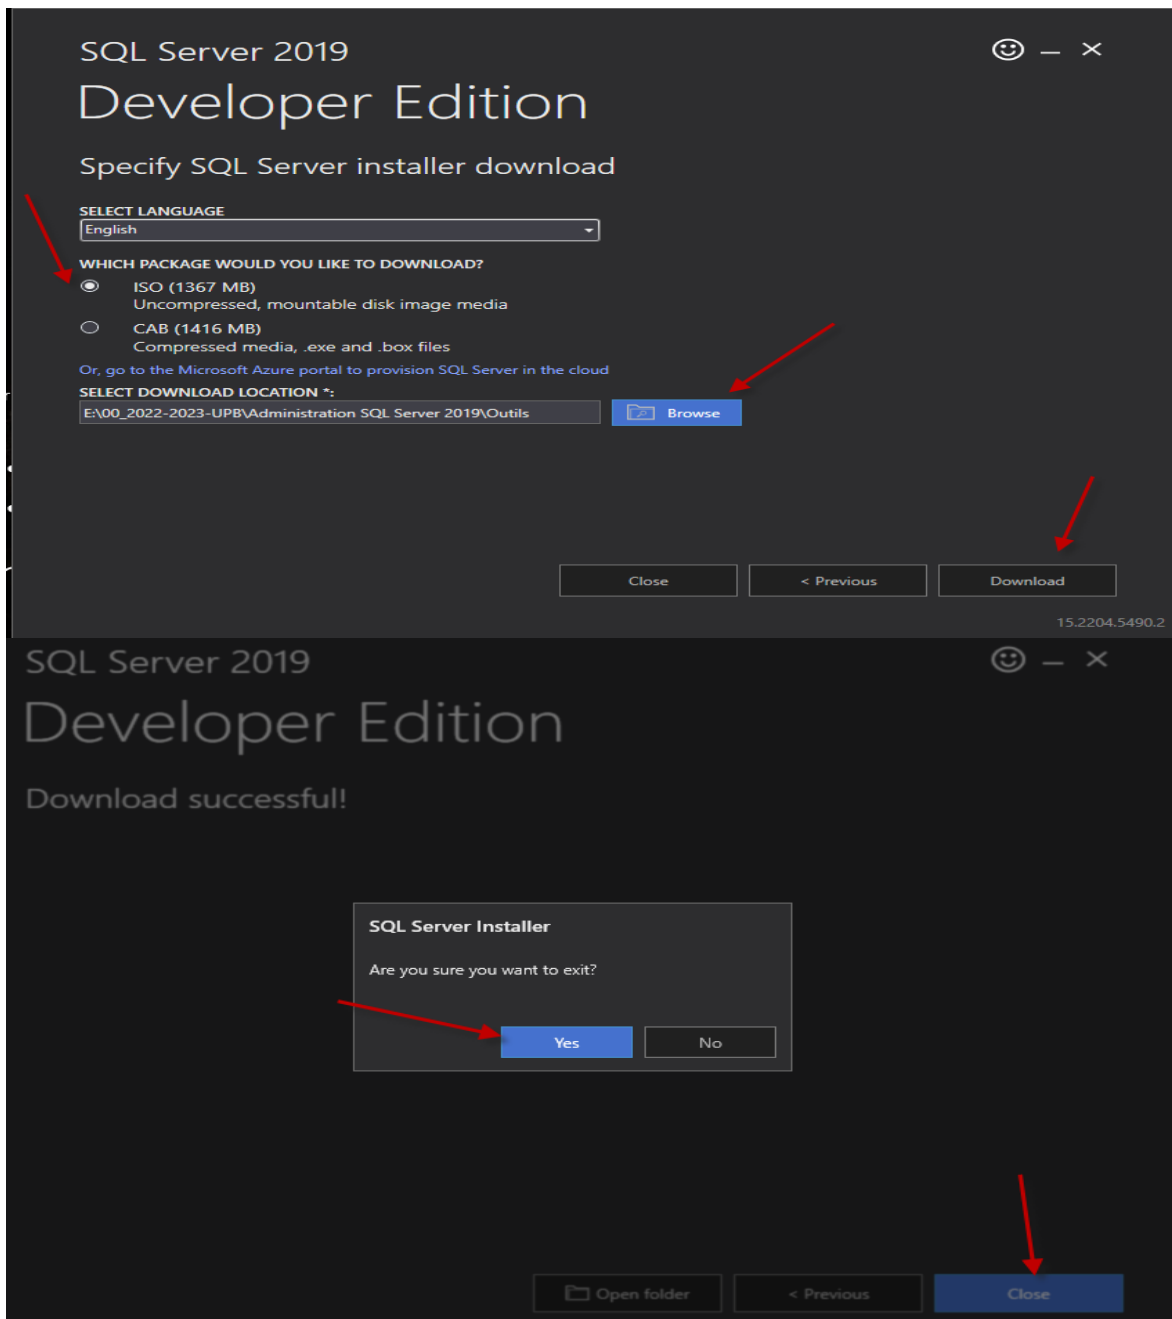 SQL Server 2019
Developer Edition
Specify SQL Server installer download
SELECT LANGUAGE
English
WHICH PACKAGE WOULD YOU LIKE TO DOWNLOAD?
ISO (1367 MB)
Uncompressed, mountable disk image media
CAB (1416 MB)
Compressed media, .exe and .box files
Or, go to the Microsoft Azure portal to provision SQL Server in the cloud
SELECT DOWNLOAD LOCATION *:
E:\00_2022-2023-UPB\Administration SQL Server 2019\Outils
Browse
Close
< Previous
Download
15.2204.5490.2
SQL Server 2019
Developer Edition
Download successful!
SQL Server Installer
Are you sure you want to exit?
Yes
No
Open folder
< Previous
Close